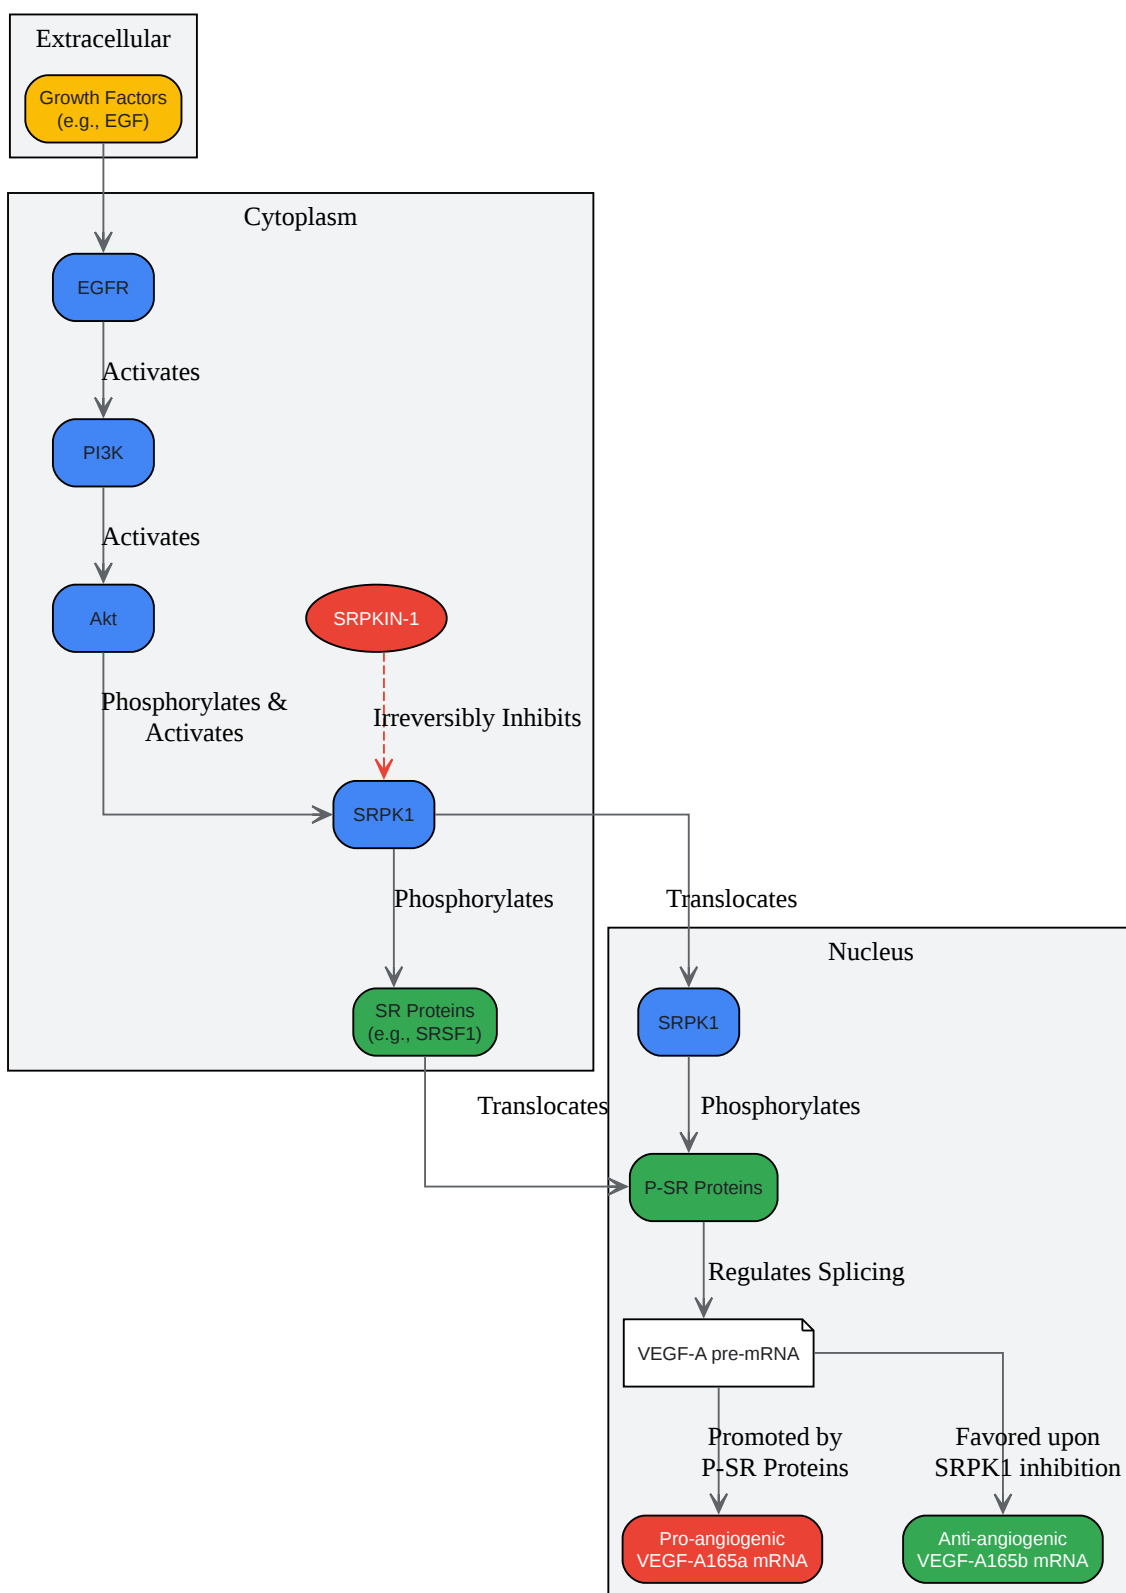 Extracellular
Growth Factors
(e.g., EGF)
Cytoplasm
EGFR
Activates
PI3K
Activates
Akt
SRPKIN-1
Phosphorylates &
Activates
Irreversibly Inhibits
SRPK1
Phosphorylates
Translocates
Nucleus
SR Proteins
(e.g., SRSF1)
SRPK1
Translocates
Phosphorylates
P-SR Proteins
Regulates Splicing
VEGF-A pre-mRNA
Promoted by
P-SR Proteins
Favored upon
SRPK1 inhibition
Pro-angiogenic
VEGF-A165a mRNA
Anti-angiogenic
VEGF-A165b mRNA